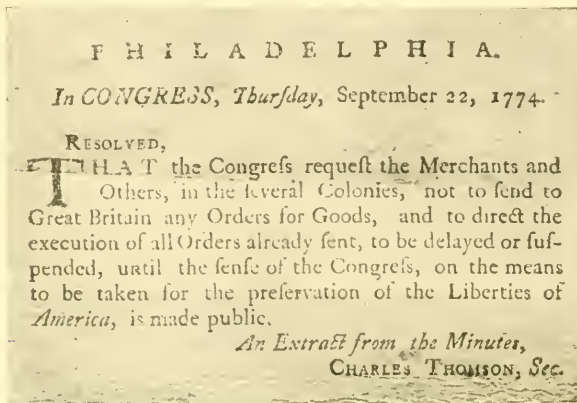 PHILADELPHIA.
In CONGRESS, Thurſday, September 22, 1774.
RESOLVED,
THAT the Congreſs requeſt the Merchants and
Others, in the ſeveral Colonies, not to ſend to
Great Britain any Orders for Goods, and to direct the
execution of all Orders already ſent, to be delayed or ſuſ-
pended, until the ſenſe of the Congreſs, on the means
to be taken for the preſervation of the Liberties of
America, is made public.
An Extract from the Minutes,
CHARLES THOMSON, Sec.